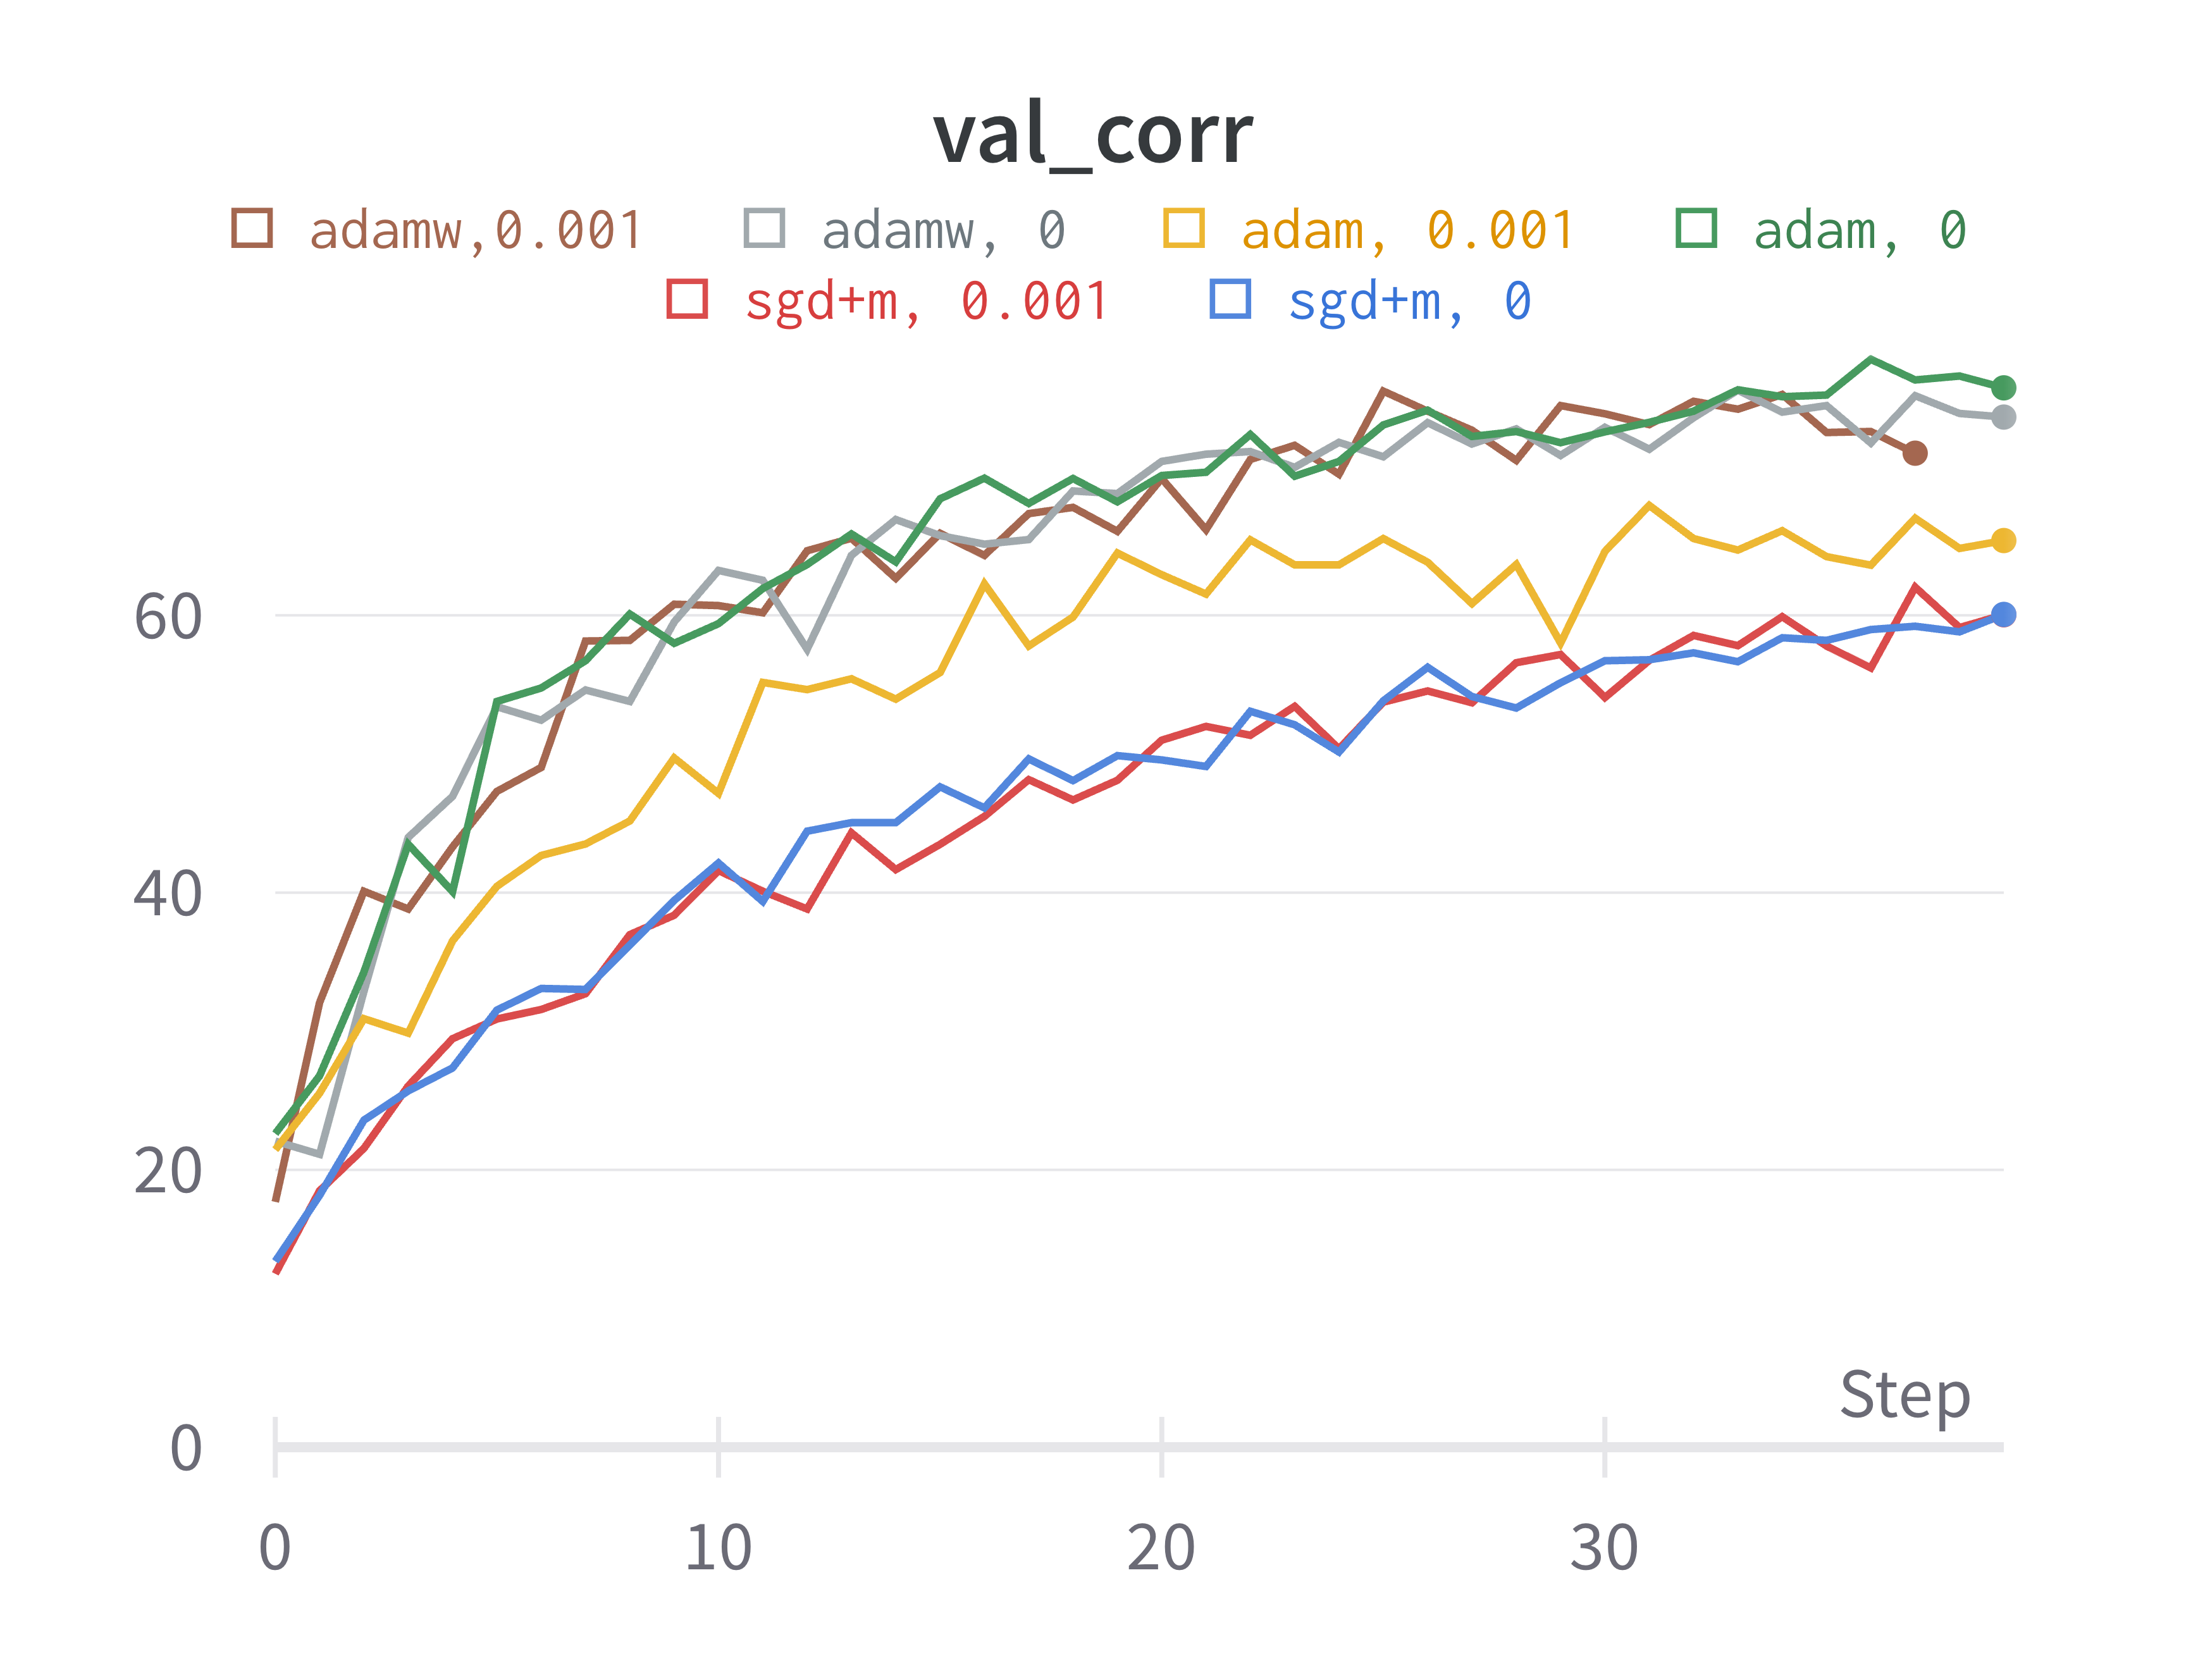 val_corr
adamw,0.001 adamw, 0 adam, 0.001 adam, 0
sgd+m, 0.001 sgd+m, 0
60
40
20
Step
0
0 10 20 30